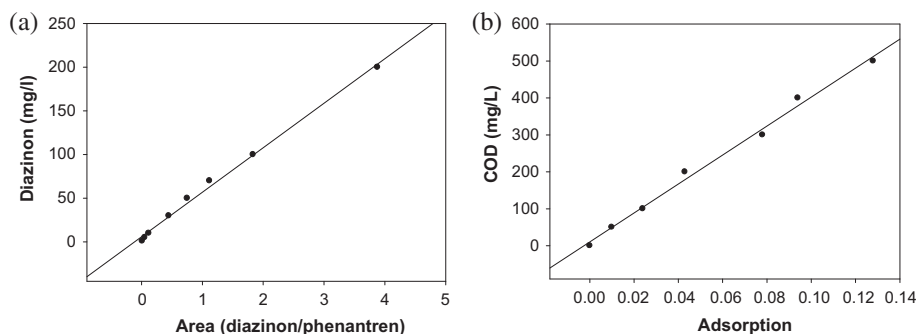 (a)
250
200
150
100
50
0
Diazinon (mg/l)
0 1 2 3 4 5
Area (diazinon/phenantren)
(b)
600
500
400
300
200
100
0
COD (mg/L)
0.00 0.02 0.04 0.06 0.08 0.10 0.12 0.14
Adsorption